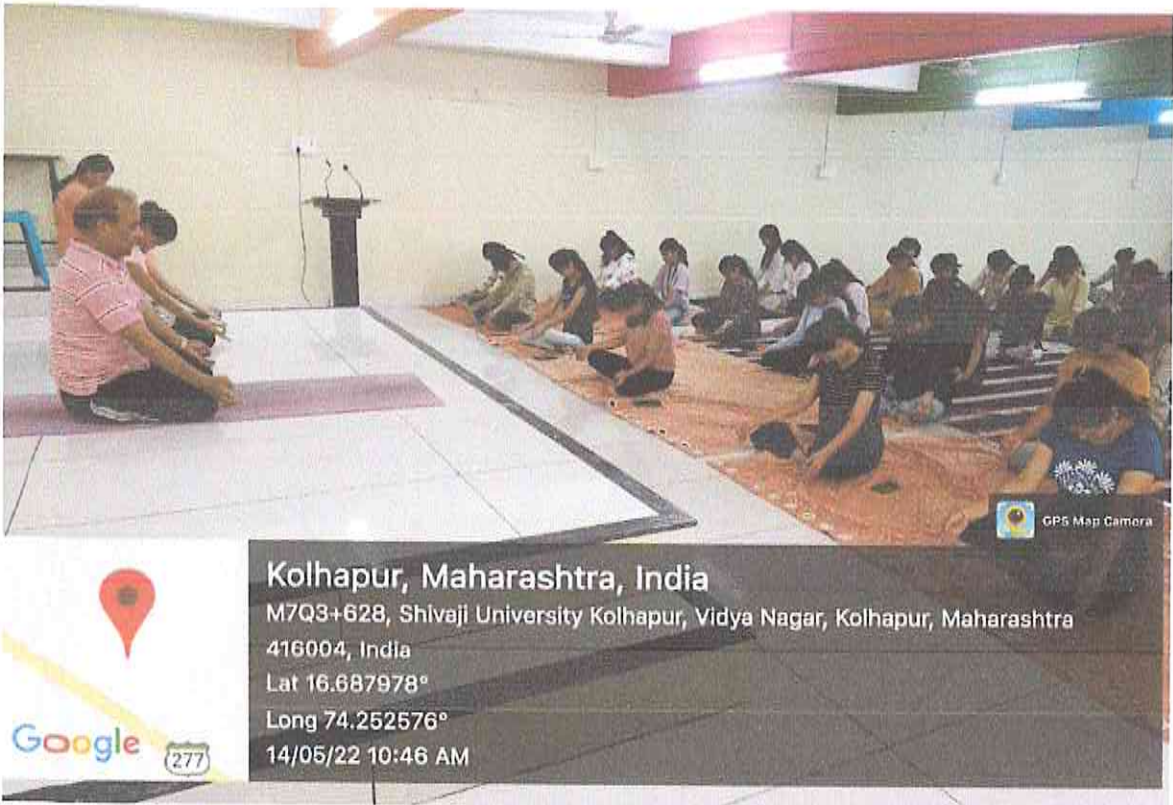 GPS Map Camera
Kolhapur, Maharashtra, India
M7Q3+628, Shivaji University Kolhapur, Vidya Nagar, Kolhapur, Maharashtra
416004, India
Lat 16.687978°
Long 74.252576°
14/05/22 10:46 AM
Google
277